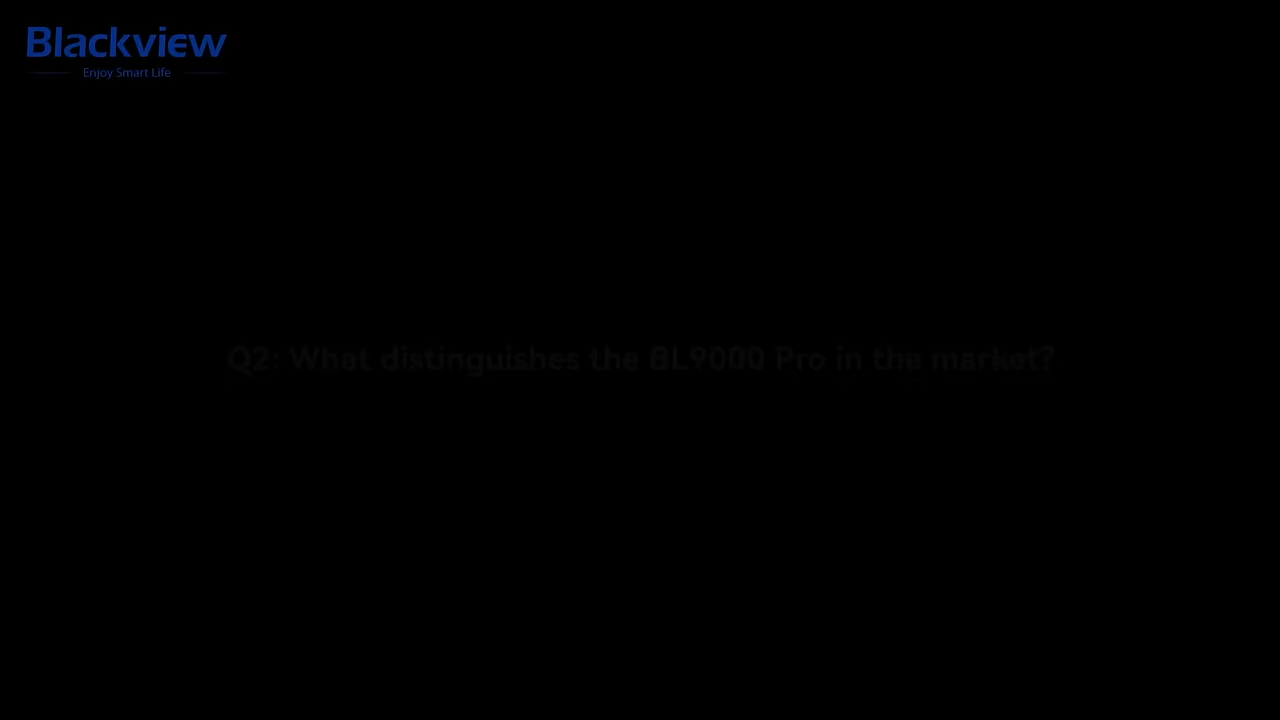 Blackview
Enjoy Smart Life
Q2: What distinguishes the BL9000 Pro in the market?